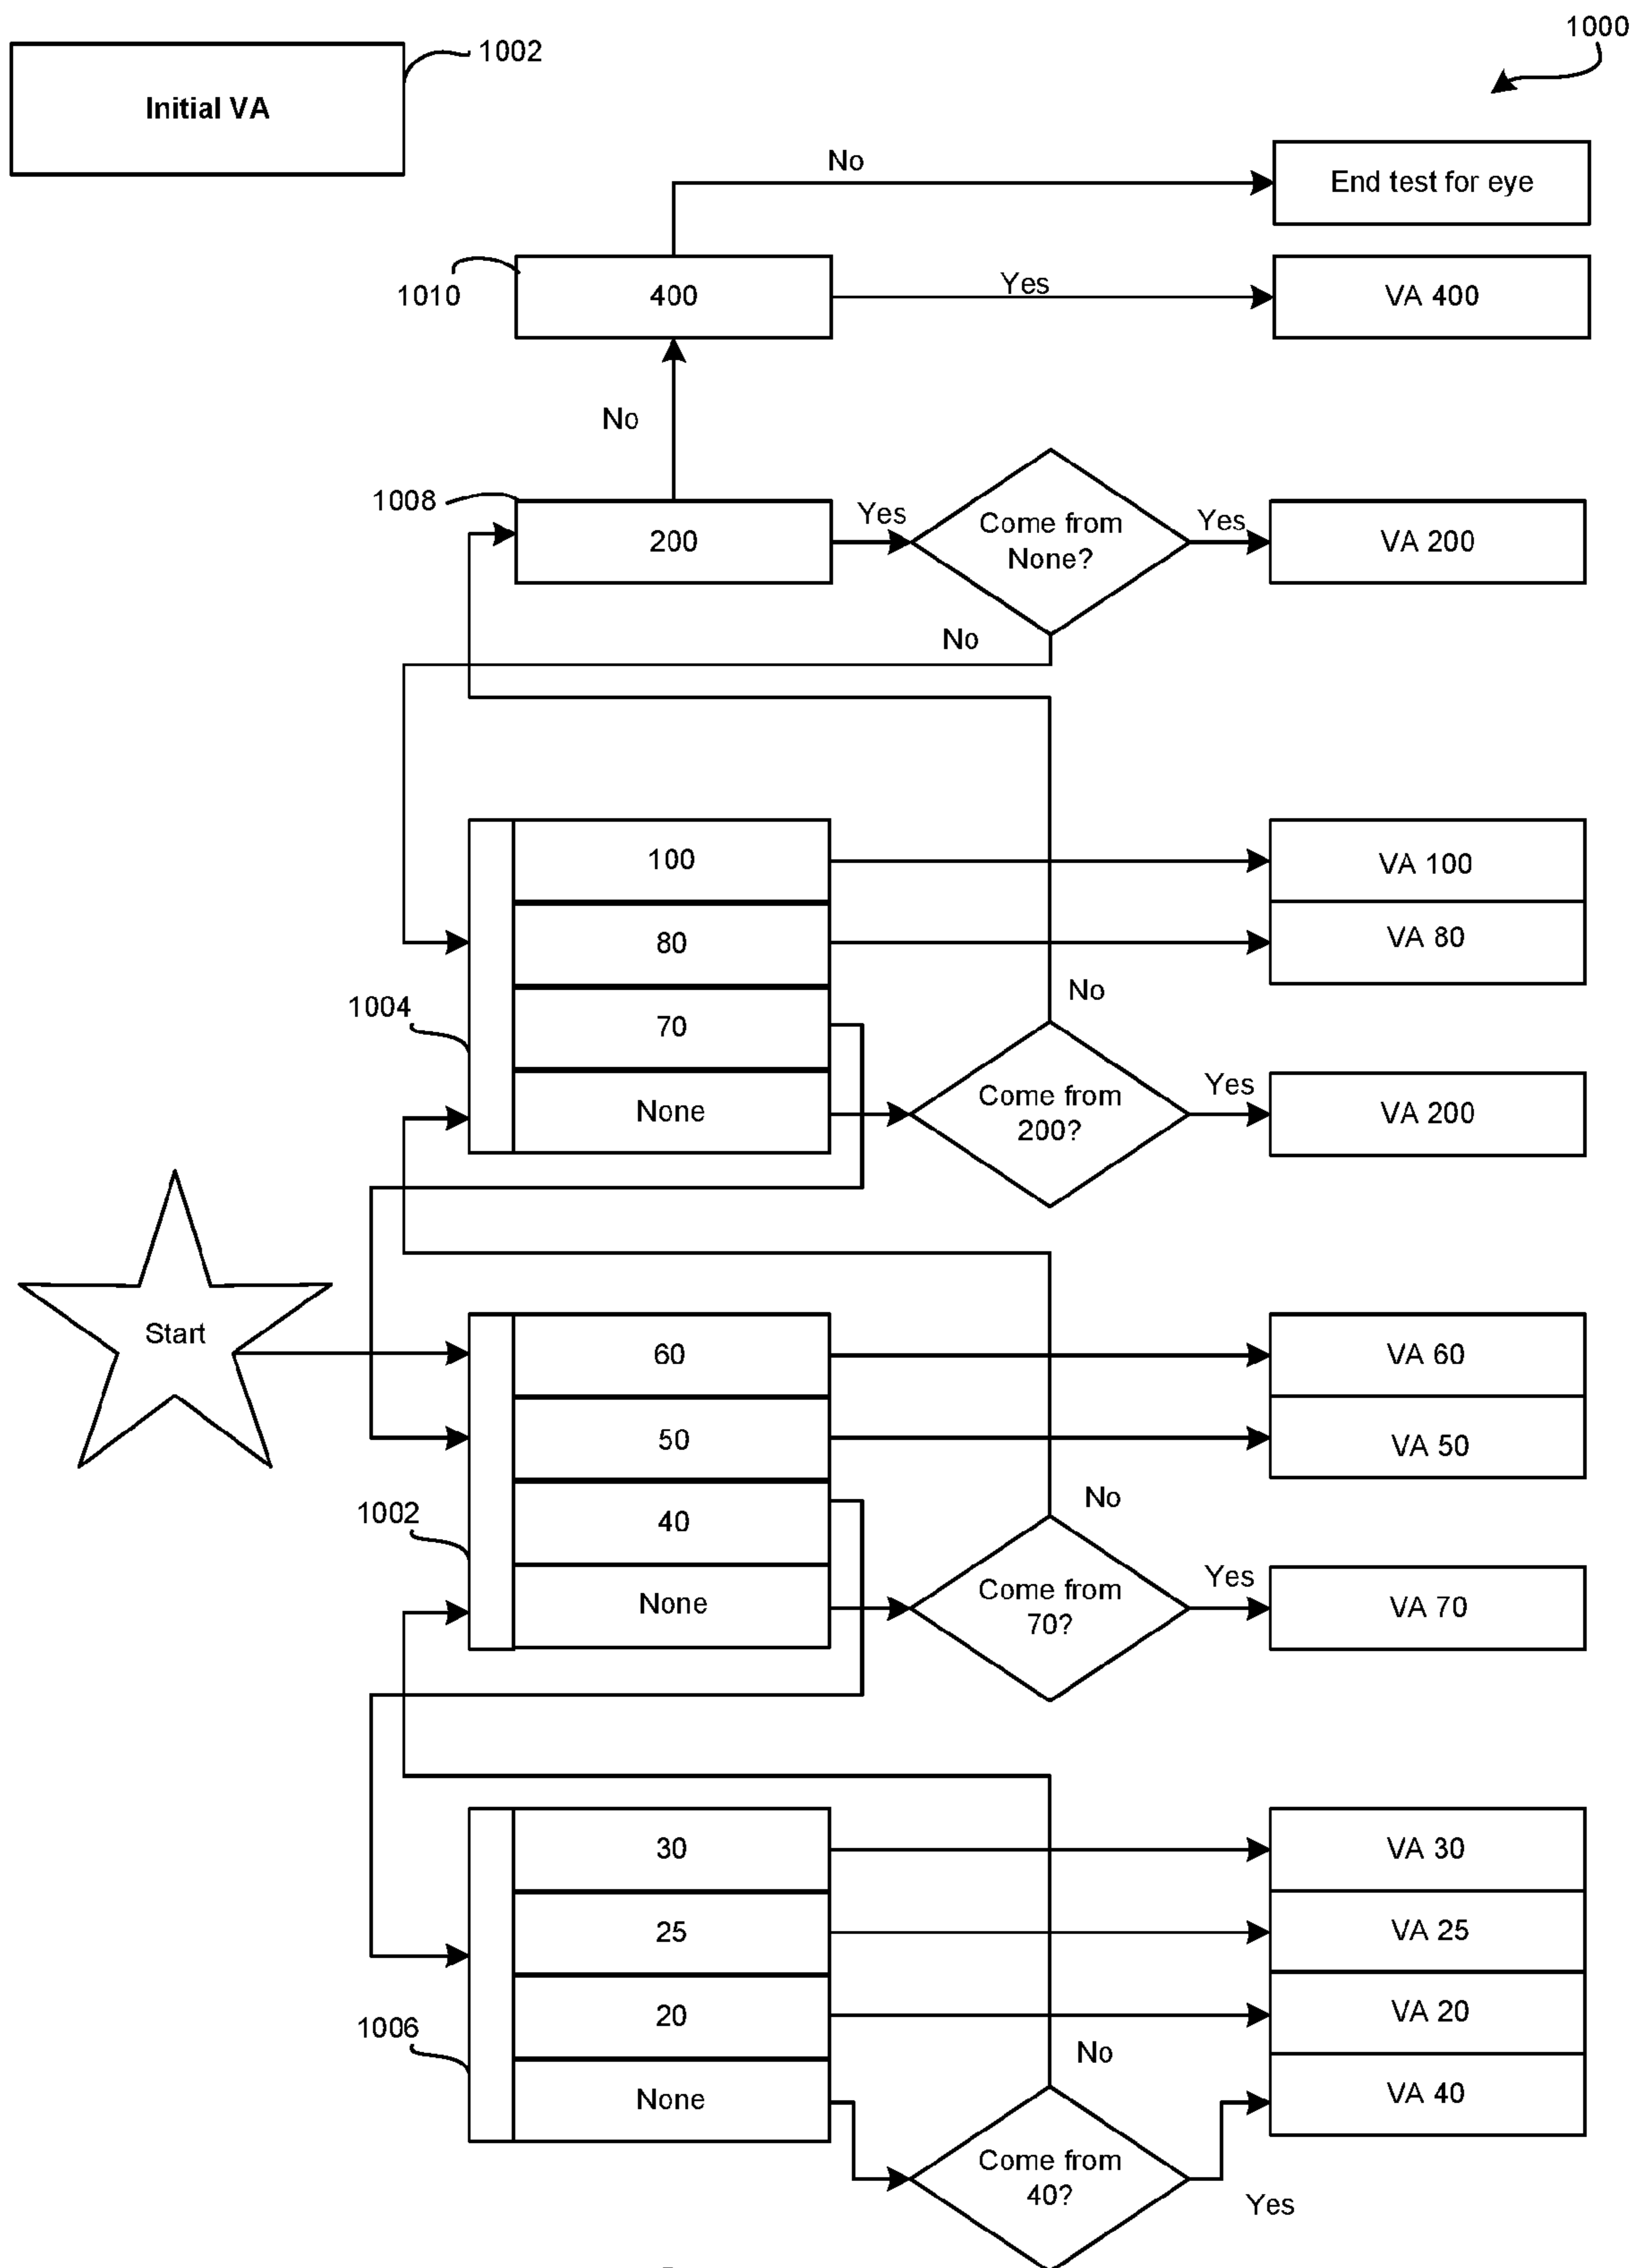 1002
1000
Initial VA
No
End test for eye
1010
400
Yes
VA 400
No
1008
200
Yes
Come from
None?
Yes
VA 200
No
100
VA 100
80
VA 80
No
1004
70
None
Come from
200?
Yes
VA 200
Start
60
VA 60
50
VA 50
No
1002
40
None
Come from
70?
Yes
VA 70
30
VA 30
25
VA 25
20
VA 20
1006
No
None
VA 40
Come from
40?
Yes